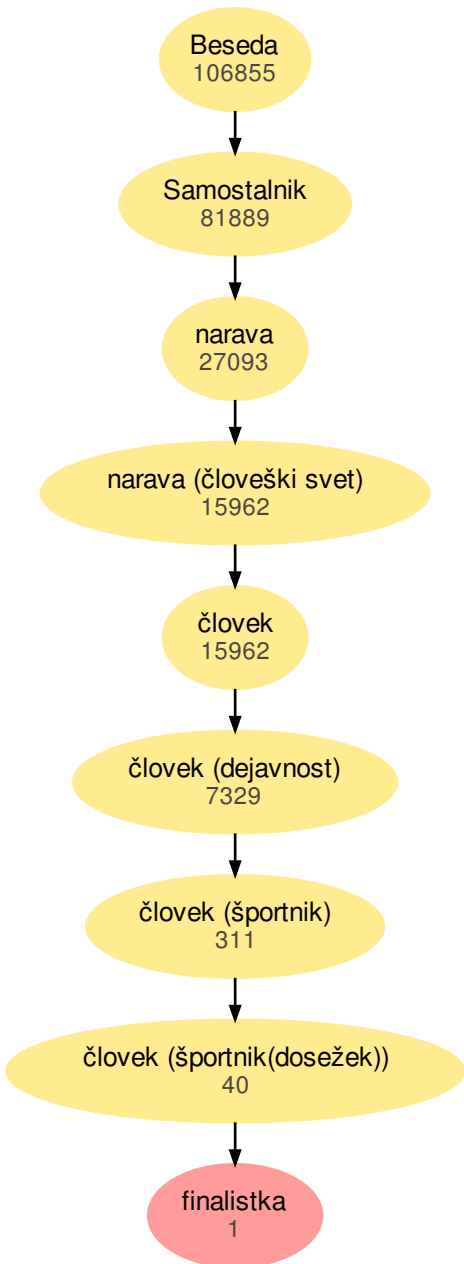 Beseda
106855
Samostalnik
81889
narava
27093
narava (človeški svet)
15962
človek
15962
človek (dejavnost)
7329
človek (športnik)
311
človek (športnik(dosežek))
40
finalistka
1